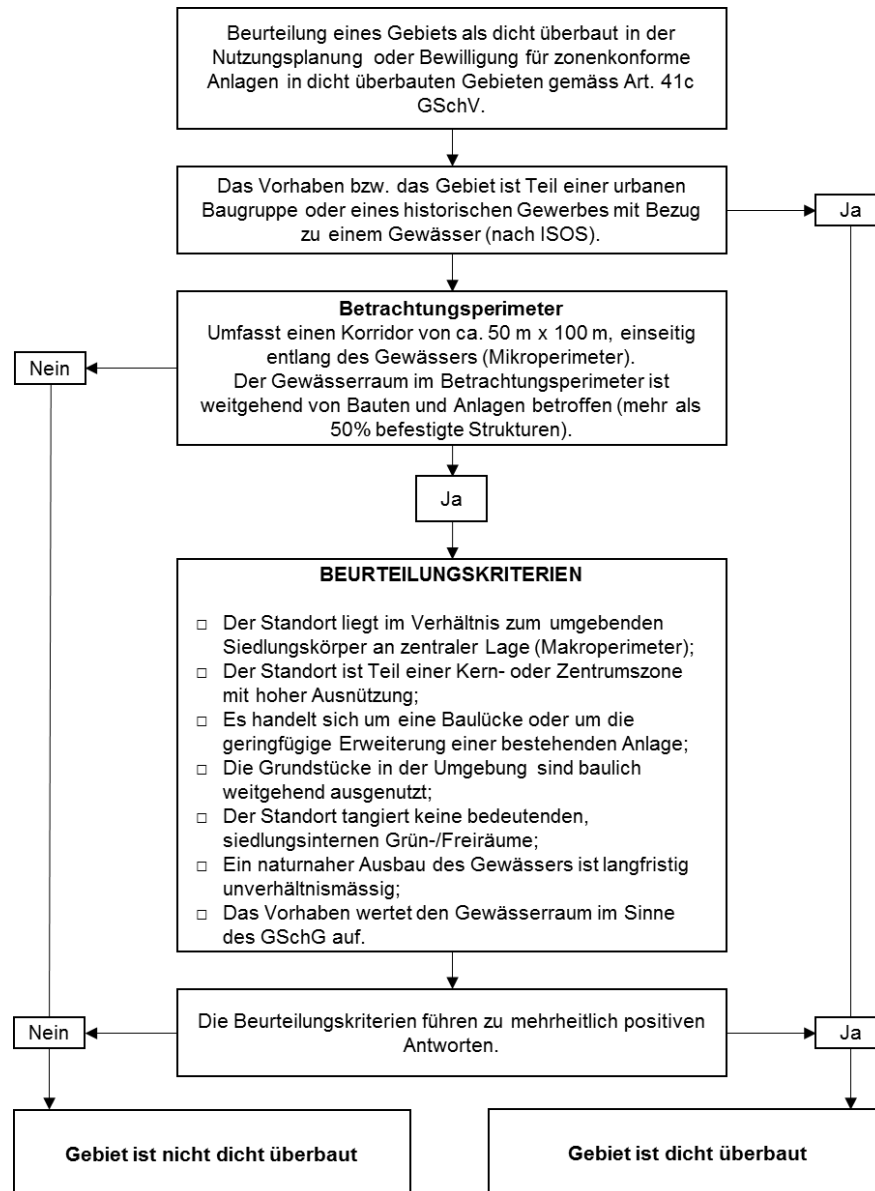 Beurteilung eines Gebiets als dicht überbaut in der
Nutzungsplanung oder Bewilligung für zonenkonforme
Anlagen in dicht überbauten Gebieten gemäss Art. 41c
GSchV.
Das Vorhaben bzw. das Gebiet ist Teil einer urbanen
Baugruppe oder eines historischen Gewerbes mit Bezug
zu einem Gewässer (nach ISOS).
Ja
Betrachtungsperimeter
Umfasst einen Korridor von ca. 50 m x 100 m, einseitig
entlang des Gewässers (Mikroperimeter).
Der Gewässerraum im Betrachtungsperimeter ist
weitgehend von Bauten und Anlagen betroffen (mehr als
50% befestigte Strukturen).
Nein
Ja
BEURTEILUNGSKRITERIEN
□ Der Standort liegt im Verhältnis zum umgebenden
Siedlungskörper an zentraler Lage (Makroperimeter);
□ Der Standort ist Teil einer Kern- oder Zentrumszone
mit hoher Ausnützung;
□ Es handelt sich um eine Baulücke oder um die
geringfügige Erweiterung einer bestehenden Anlage;
□ Die Grundstücke in der Umgebung sind baulich
weitgehend ausgenutzt;
□ Der Standort tangiert keine bedeutenden,
siedlungsinternen Grün-/Freiräume;
□ Ein naturnaher Ausbau des Gewässers ist langfristig
unverhältnismässig;
□ Das Vorhaben wertet den Gewässerraum im Sinne
des GSchG auf.
Nein
Die Beurteilungskriterien führen zu mehrheitlich positiven
Antworten.
Ja
Gebiet ist nicht dicht überbaut
Gebiet ist dicht überbaut